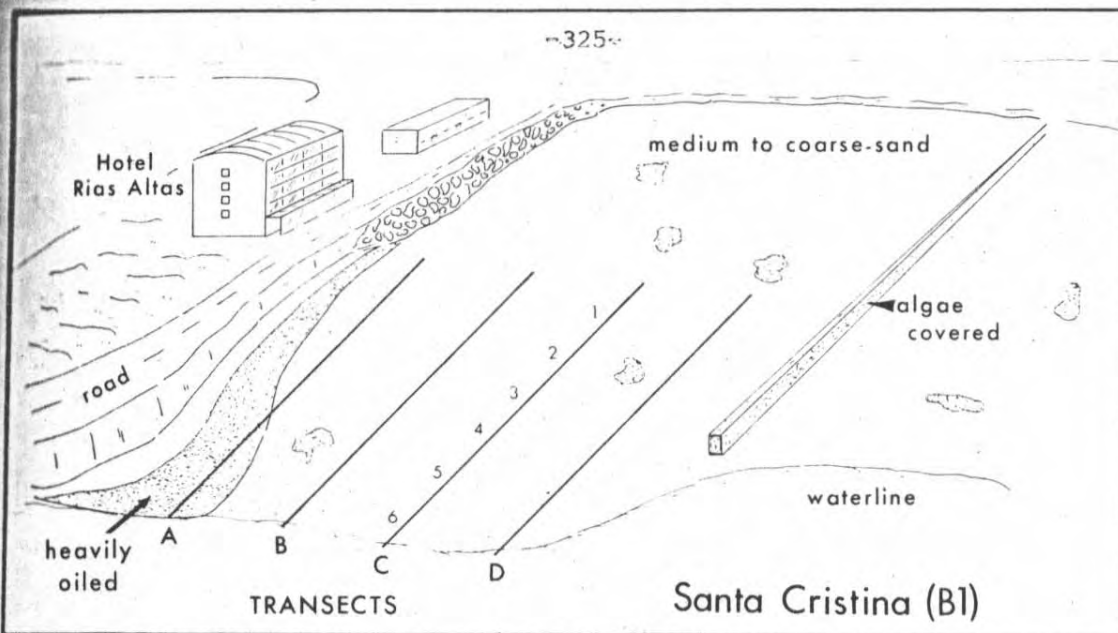 ~325~
Hotel
Rias Altas
medium to coarse-sand
algae
covered
road
1
2
3
4
5
6
waterline
heavily
oiled
A
B
C
D
TRANSECTS
Santa Cristina (B1)